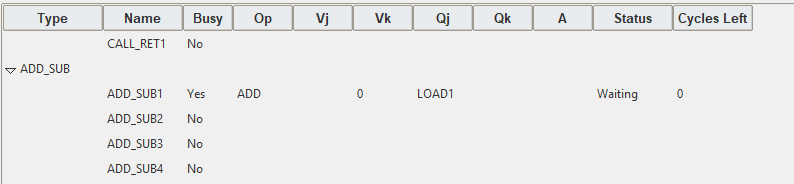 Type Name Busy Op Vj Vk Qj Qk A Status Cycles Left
CALL_RET1 No
ADD_SUB
ADD_SUB1 Yes ADD 0 LOAD1 Waiting 0
ADD_SUB2 No
ADD_SUB3 No
ADD_SUB4 No